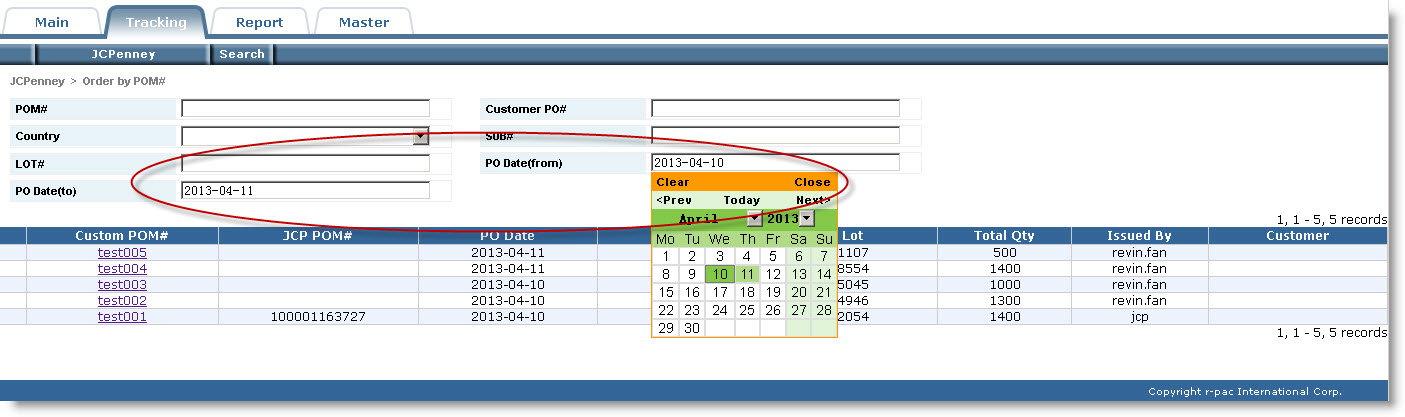 Main Tracking Report Master
JCPenney Search
JCPenney > Order by POM#
POM# Customer PO#
Country SUB#
LOT# PO Date(from) 2013-04-10
PO Date(to) 2013-04-11
Clear Close
<Prev Today Next>
April 2013
Mo Tu We Th Fr Sa Su
1 2 3 4 5 6 7
8 9 10 11 12 13 14
15 16 17 18 19 20 21
22 23 24 25 26 27 28
29 30
1, 1 - 5, 5 records
Custom POM# JCP POM# PO Date Lot Total Qty Issued By Customer
test005 2013-04-11 1107 500 revin.fan
test004 2013-04-11 8554 1400 revin.fan
test003 2013-04-10 5045 1000 revin.fan
test002 2013-04-10 4946 1300 revin.fan
test001 100001163727 2013-04-10 2054 1400 jcp
1, 1 - 5, 5 records
Copyright r-pac International Corp.